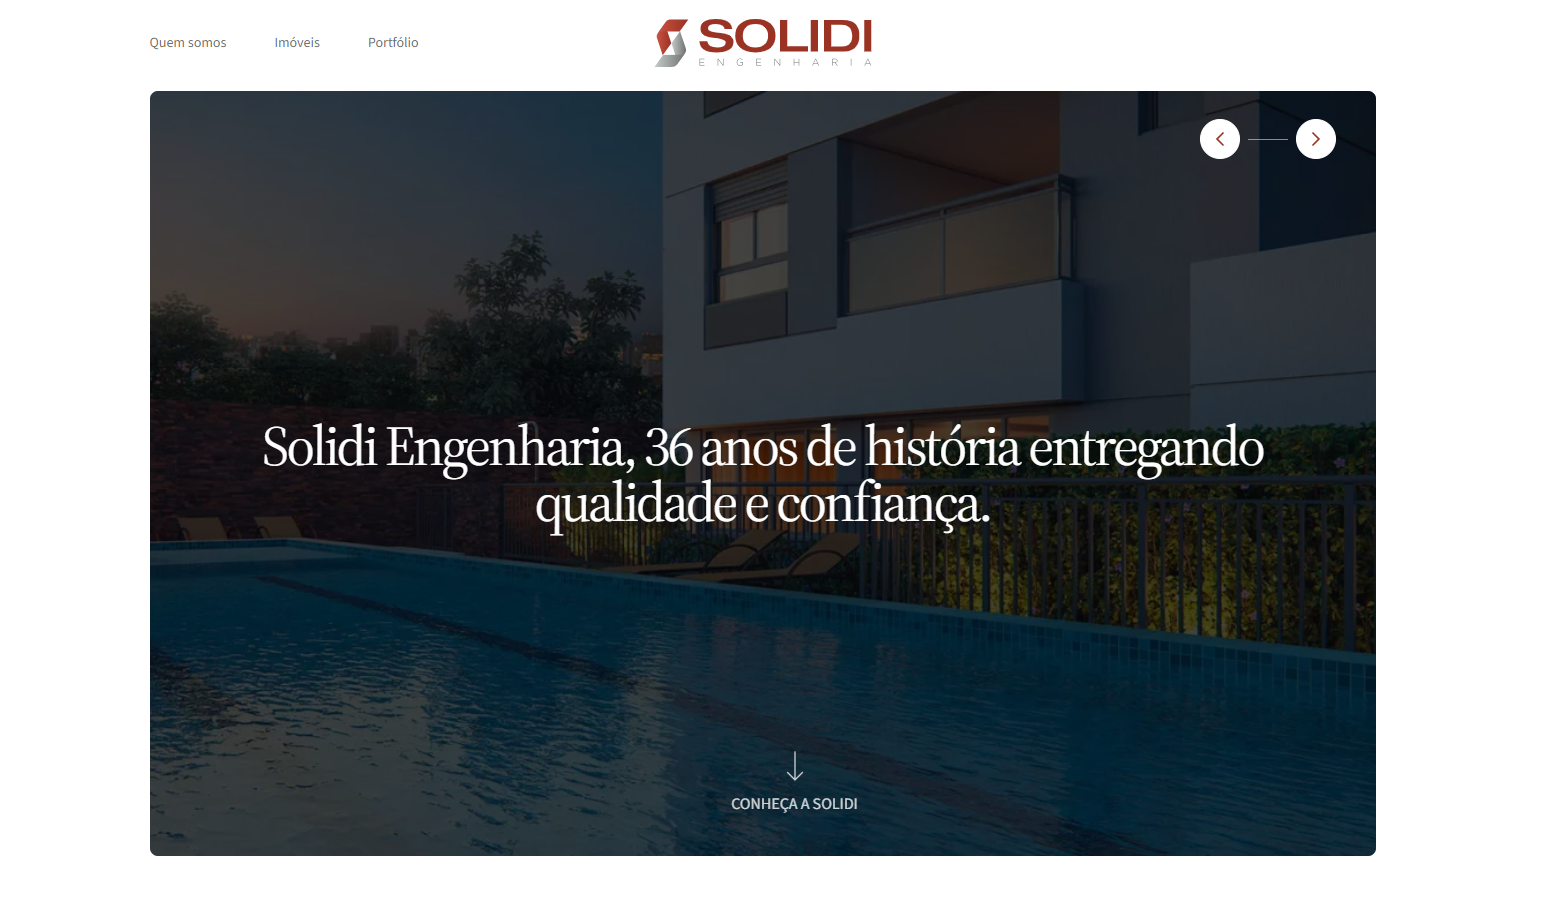 Quem somos
Imóveis
Portfólio
SOLIDI
ENGENHARIA
Solidi Engenharia, 36 anos de história entregando
qualidade e confiança.
CONHEÇA A SOLIDI